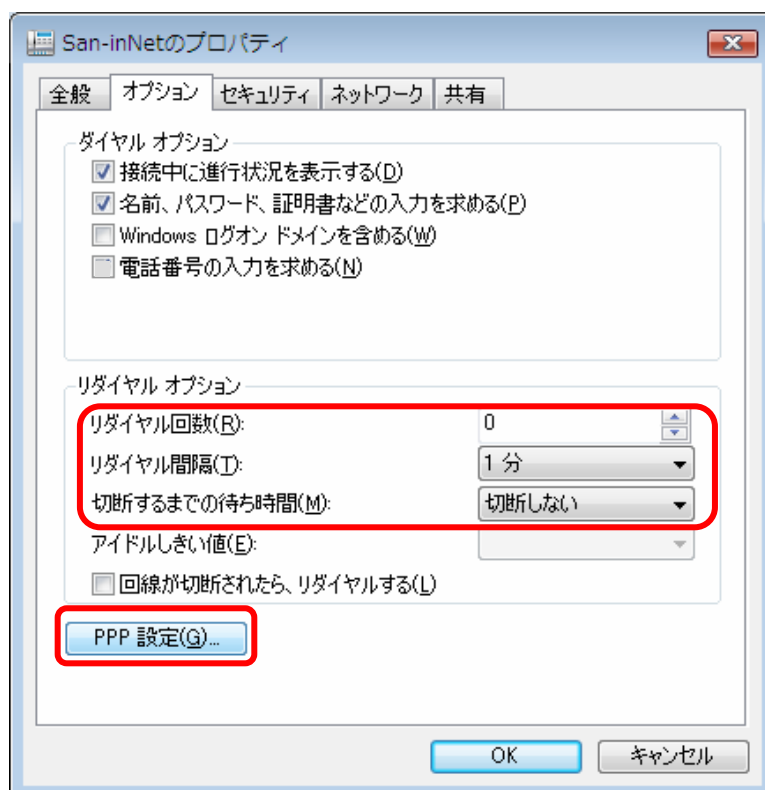 San-inNetのプロパティ
全般 オプション セキュリティ ネットワーク 共有
ダイヤル オプション
接続中に進行状況を表示する(D)
名前、パスワード、証明書などの入力を求める(P)
Windows ログオン ドメインを含める(W)
電話番号の入力を求める(N)
リダイヤル オプション
リダイヤル回数(R): 0
リダイヤル間隔(T): 1 分
切断するまでの待ち時間(M): 切断しない
アイドルしきい値(E):
回線が切断されたら、リダイヤルする(L)
PPP 設定(G)...
OK キャンセル